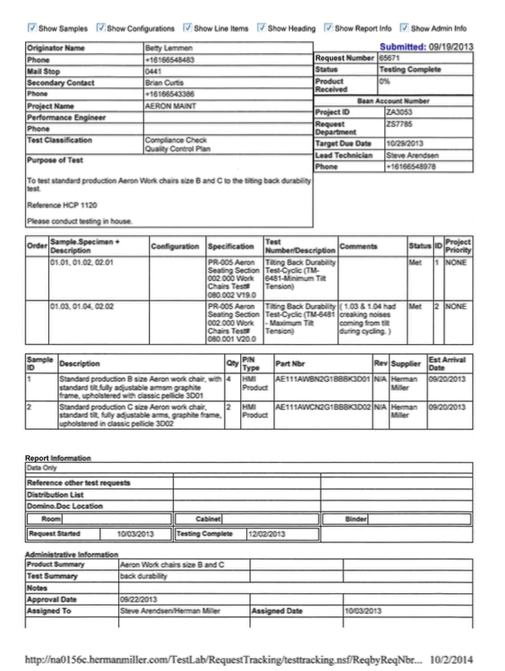 Show Samples Show Configurations Show Line Items Show Heading Show Report Info Show Admin Info
Submitted: 09/19/2013
Originator Name Betty Lemmen
Phone +16166548483
Mail Stop 0441
Secondary Contact Brian Curtis
Phone +16166543386
Project Name AERON MAINT
Performance Engineer
Phone
Test Classification Compliance Check
Quality Control Plan
Request Number 65671
Status Testing Complete
Product Received 0%
Bean Account Number
Project ID ZA3053
Request Department ZS7785
Target Due Date 10/29/2013
Lead Technician Steve Arendsen
Phone +16166548978
Purpose of Test
To test standard production Aeron Work chairs size B and C to the tilting back durability
test.
Reference HCP 1120
Please conduct testing in house.
Order Sample.Specimen + Description Configuration Specification Test Number/Description Comments Status ID Project Priority
01.01, 01.02, 02.01 PR-005 Aeron Seating Section 002.000 Work Chairs Test# 080.002 V19.0 Tilting Back Durability Test-Cyclic (TM-6481-Minimum Tilt Tension) Met 1 NONE
01.03, 01.04, 02.02 PR-005 Aeron Seating Section 002.000 Work Chairs Test# 080.001 V20.0 Tilting Back Durability Test-Cyclic (TM-6481 - Maximum Tilt Tension) ( 1.03 & 1.04 had creaking noises coming from tilt during cycling. ) Met 2 NONE
Sample ID Description Qty P/N Type Part Nbr Rev Supplier Est Arrival Date
1 Standard production B size Aeron work chair, with standard tilt,fully adjustable armsm graphite frame, upholstered with classic pellicle 3D01 4 HMI Product AE111AWBN2G1BBBK3D01 N/A Herman Miller 09/20/2013
2 Standard production C size Aeron work chair, standard tilt, fully adjustable arms, graphite frame, upholstered in classic pellicle 3D02 2 HMI Product AE111AWCN2G1BBBK3D02 N/A Herman Miller 09/20/2013
Report Information
Data Only
Reference other test requests
Distribution List
Domino.Doc Location
Room Cabinet Binder
Request Started 10/03/2013 Testing Complete 12/02/2013
Administrative Information
Product Summary Aeron Work chairs size B and C
Test Summary back durability
Notes
Approval Date 09/22/2013
Assigned To Steve Arendsen/Herman Miller Assigned Date 10/03/2013
http://na0156c.hermanmiller.com/TestLab/RequestTracking/testtracking.nsf/ReqbyReqNbr... 10/2/2014